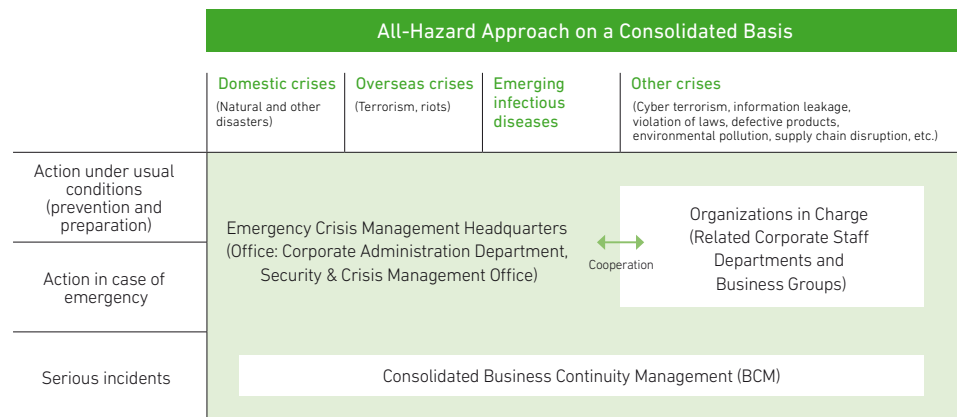 All-Hazard Approach on a Consolidated Basis
Domestic crises
(Natural and other
disasters)
Overseas crises
(Terrorism, riots)
Emerging
infectious
diseases
Other crises
(Cyber terrorism, information leakage,
violation of laws, defective products,
environmental pollution, supply chain disruption, etc.)
Action under usual
conditions
(prevention and
preparation)
Action in case of
emergency
Emergency Crisis Management Headquarters
(Office: Corporate Administration Department,
Security & Crisis Management Office)
Cooperation
Organizations in Charge
(Related Corporate Staff
Departments and
Business Groups)
Serious incidents
Consolidated Business Continuity Management (BCM)